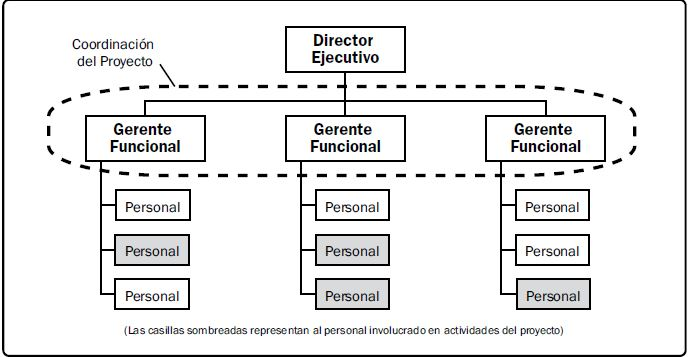 Coordinación
del Proyecto
Director
Ejecutivo
Gerente
Funcional
Gerente
Funcional
Gerente
Funcional
Personal
Personal
Personal
Personal
Personal
Personal
Personal
Personal
Personal
(Las casillas sombreadas representan al personal involucrado en actividades del proyecto)